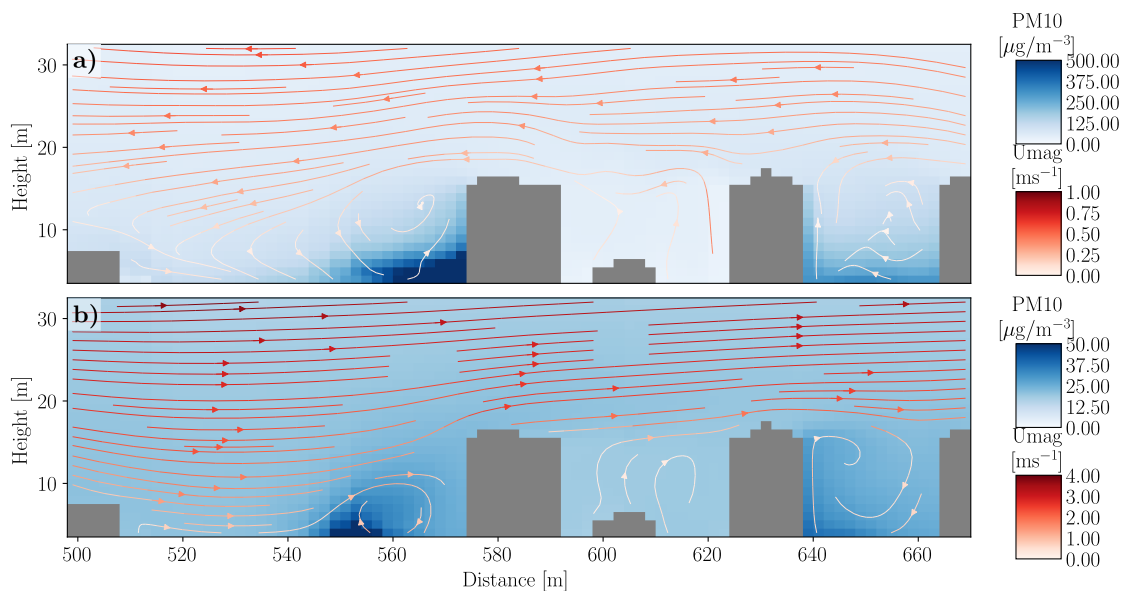 PM10
[μg/m⁻³]
500.00
375.00
250.00
125.00
0.00
Umag
[ms⁻¹]
1.00
0.75
0.50
0.25
0.00
a)
30
20
10
Height [m]
PM10
[μg/m⁻³]
50.00
37.50
25.00
12.50
0.00
Umag
[ms⁻¹]
4.00
3.00
2.00
1.00
0.00
b)
30
20
10
Height [m]
500 520 540 560 580 600 620 640 660
Distance [m]